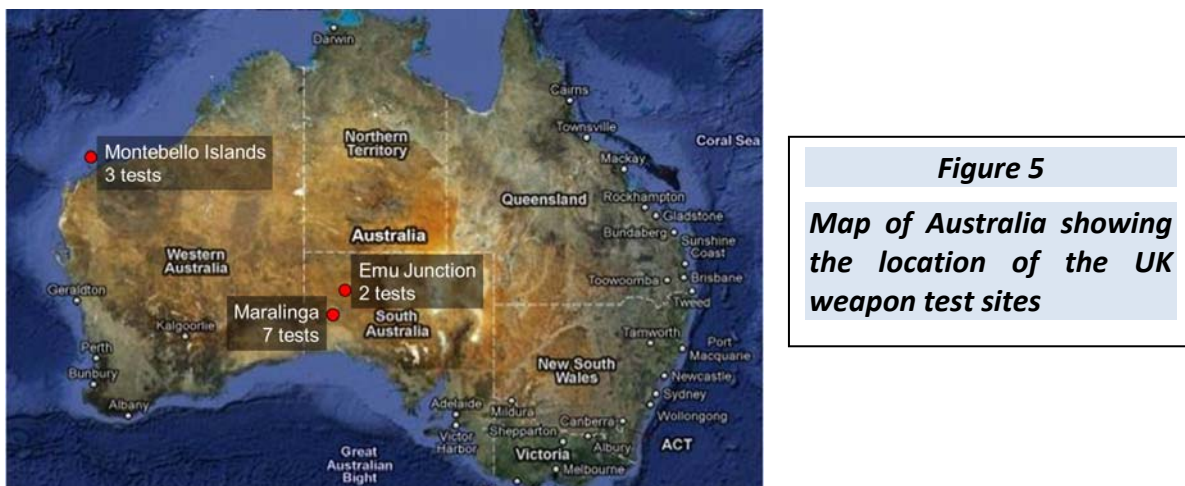 Darwin
Cairns
Townsville
Coral Sea
Mackay
Northern
Territory
Montebello Islands
3 tests
Queensland
Rockhampton
Gladstone
Bundaberg
Sunshine
Coast
Australia
Western
Australia
Emu Junction
2 tests
Toowoomba
Brisbane
Tweed
Geraldton
Maralinga
7 tests
South
Australia
Kalgoorlie
Tamworth
Port
Macquarie
Perth
Bunbury
New South
Wales
Newcastle
Sydney
Albany
Adelaide
Mildura
Wollongong
Canberra
Victor
Harbor
Shepparton
Albury
ACT
Great
Australian
Bight
Victoria
Melbourne
Figure 5
Map of Australia showing
the location of the UK
weapon test sites